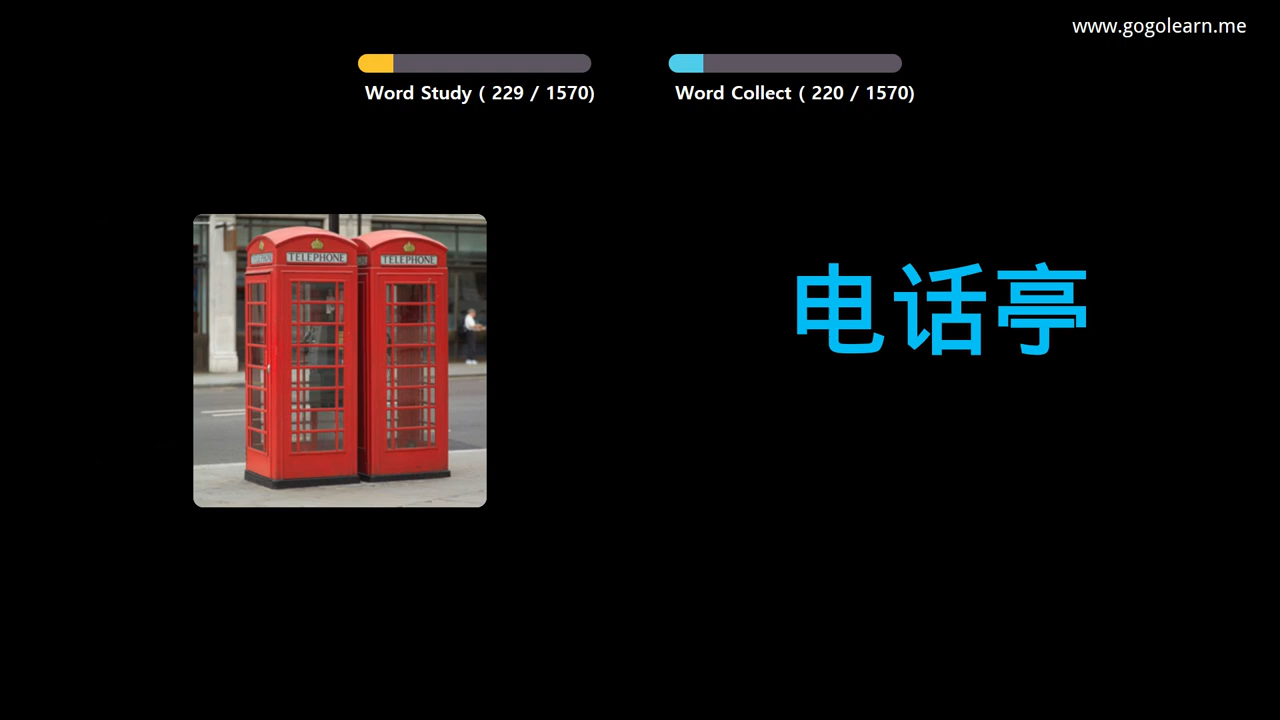 www.gogolearn.me
Word Study ( 229 / 1570)
Word Collect ( 220 / 1570)
TELEPHONE
TELEPHONE
电话亭